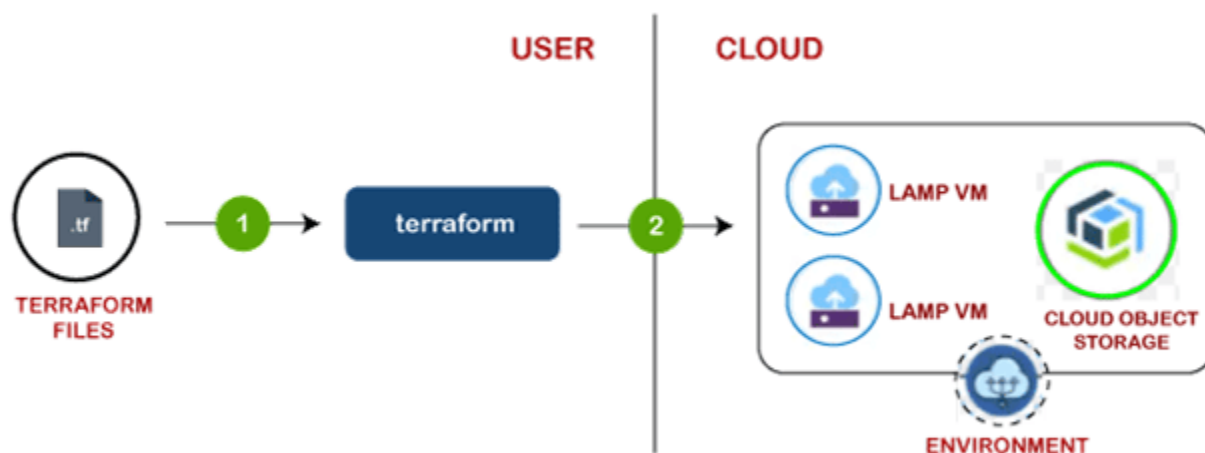 USER
CLOUD
.tf
1
terraform
2
LAMP VM
LAMP VM
TERRAFORM
FILES
CLOUD OBJECT
STORAGE
ENVIRONMENT